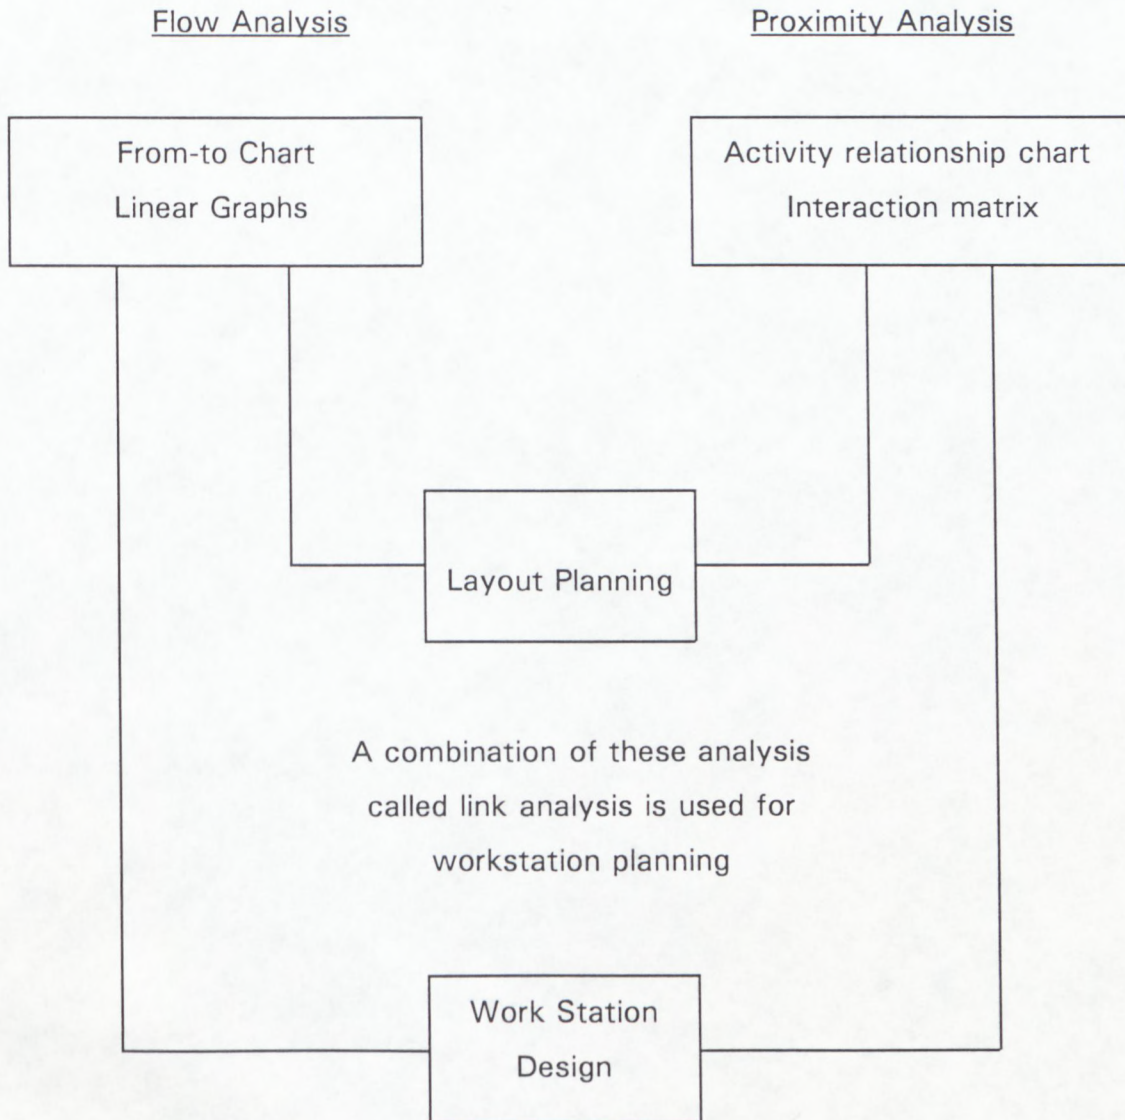 Flow Analysis
Proximity Analysis
From-to Chart
Linear Graphs
Activity relationship chart
Interaction matrix
Layout Planning
A combination of these analysis
called link analysis is used for
workstation planning
Work Station
Design